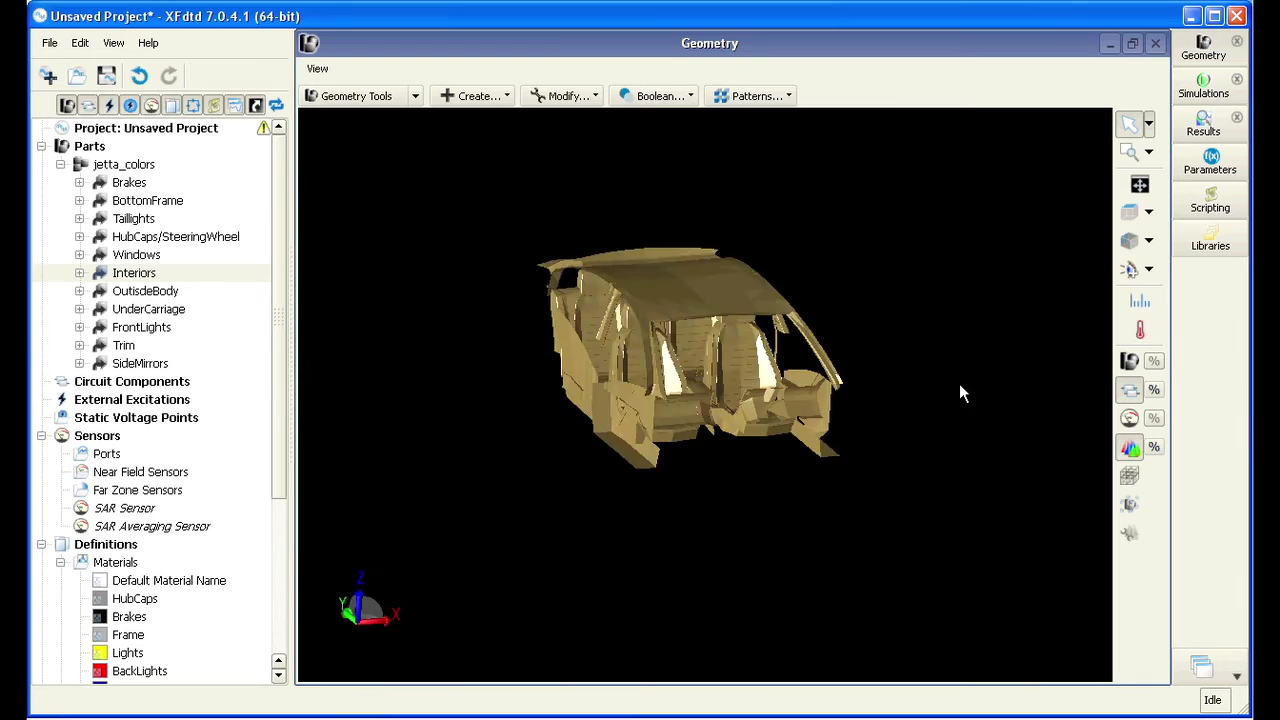 Unsaved Project* - XFdtd 7.0.4.1 (64-bit)
File Edit View Help
Project: Unsaved Project
Parts
jetta_colors
Brakes
BottomFrame
Taillights
HubCaps/SteeringWheel
Windows
Interiors
OutisdeBody
UnderCarriage
FrontLights
Trim
SideMirrors
Circuit Components
External Excitations
Static Voltage Points
Sensors
Ports
Near Field Sensors
Far Zone Sensors
SAR Sensor
SAR Averaging Sensor
Definitions
Materials
Default Material Name
HubCaps
Brakes
Frame
Lights
BackLights
Geometry
View
Geometry Tools Create... Modify... Boolean... Patterns...
Z
Y
X
%
%
%
%
Geometry
Simulations
Results
f(x)
Parameters
Scripting
Libraries
Idle